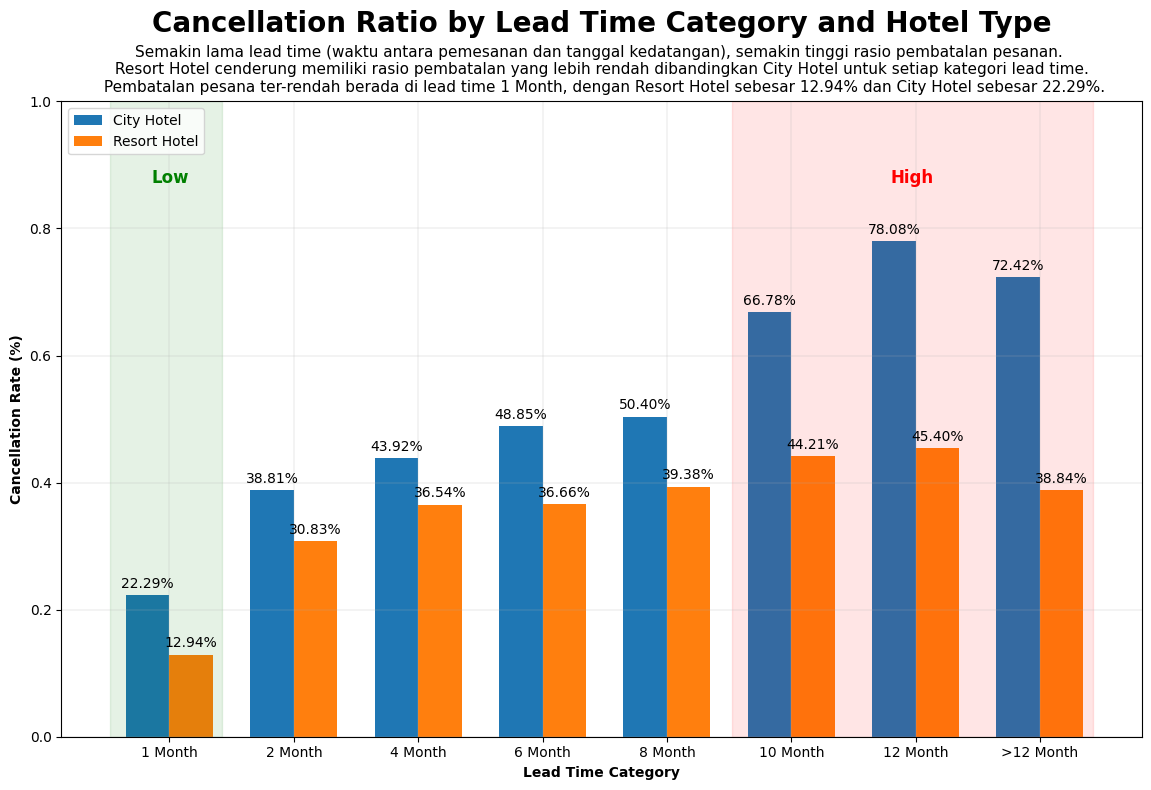 Cancellation Ratio by Lead Time Category and Hotel Type
Semakin lama lead time (waktu antara pemesanan dan tanggal kedatangan), semakin tinggi rasio pembatalan pesanan.
Resort Hotel cenderung memiliki rasio pembatalan yang lebih rendah dibandingkan City Hotel untuk setiap kategori lead time.
Pembatalan pesana ter-rendah berada di lead time 1 Month, dengan Resort Hotel sebesar 12.94% dan City Hotel sebesar 22.29%.
City Hotel
Resort Hotel
Low
High
Cancellation Rate (%)
1.0
0.8
0.6
0.4
0.2
0.0
22.29%
12.94%
38.81%
30.83%
43.92%
36.54%
48.85%
36.66%
50.40%
39.38%
66.78%
44.21%
78.08%
45.40%
72.42%
38.84%
1 Month
2 Month
4 Month
6 Month
8 Month
10 Month
12 Month
>12 Month
Lead Time Category